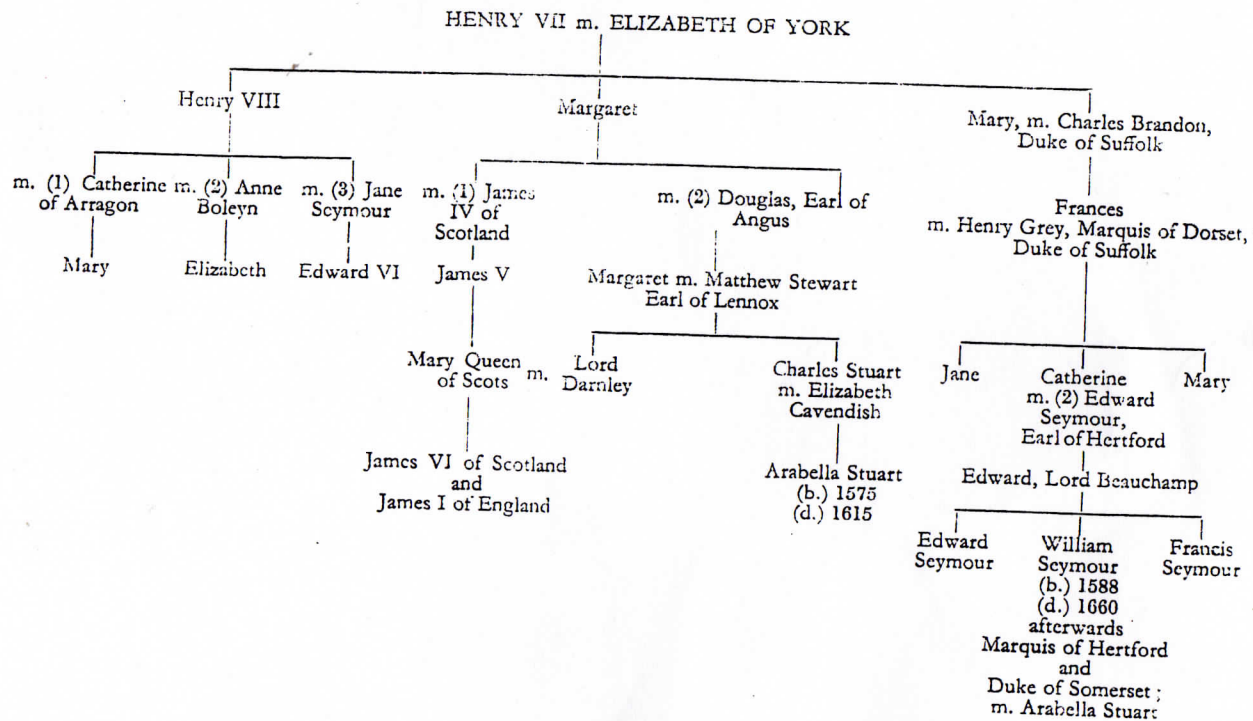 HENRY VII m. ELIZABETH OF YORK
Henry VIII
Margaret
Mary, m. Charles Brandon,
Duke of Suffolk
m. (1) Catherine
of Arragon
m. (2) Anne
Boleyn
m. (3) Jane
Seymour
m. (1) James
IV of
Scotland
m. (2) Douglas, Earl of
Angus
Frances
m. Henry Grey, Marquis of Dorset,
Duke of Suffolk
Mary
Elizabeth
Edward VI
James V
Margaret m. Matthew Stewart
Earl of Lennox
Mary Queen
of Scots
m.
Lord
Darnley
Charles Stuart
m. Elizabeth
Cavendish
Jane
Catherine
m. (2) Edward
Seymour,
Earl of Hertford
Mary
James VI of Scotland
and
James I of England
Arabella Stuart
(b.) 1575
(d.) 1615
Edward, Lord Beauchamp
Edward
Seymour
William
Seymour
(b.) 1588
(d.) 1660
afterwards
Marquis of Hertford
and
Duke of Somerset ;
m. Arabella Stuart
Francis
Seymour